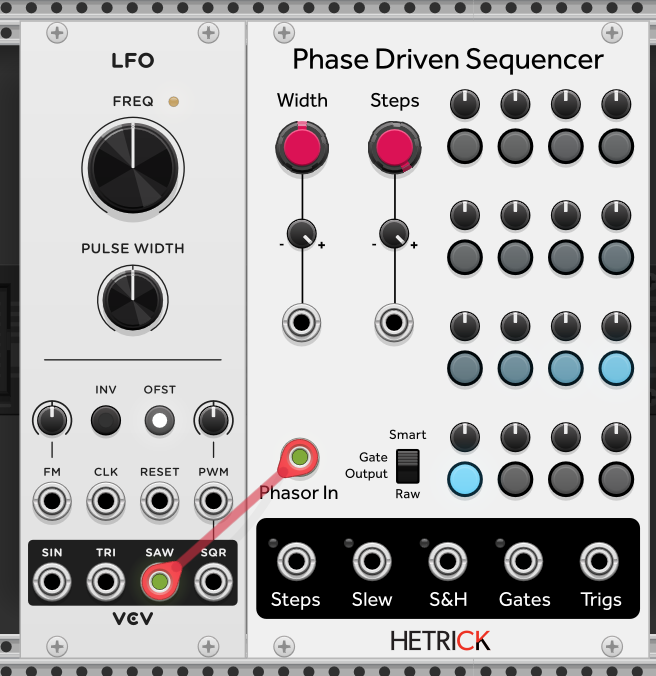 LFO
FREQ
PULSE WIDTH
INV OFST
FM CLK RESET PWM
SIN TRI SAW SQR
VCV
Phase Driven Sequencer
Width Steps
- + - +
Smart
Gate
Output
Raw
Phasor In
Steps Slew S&H Gates Trigs
HETRICK